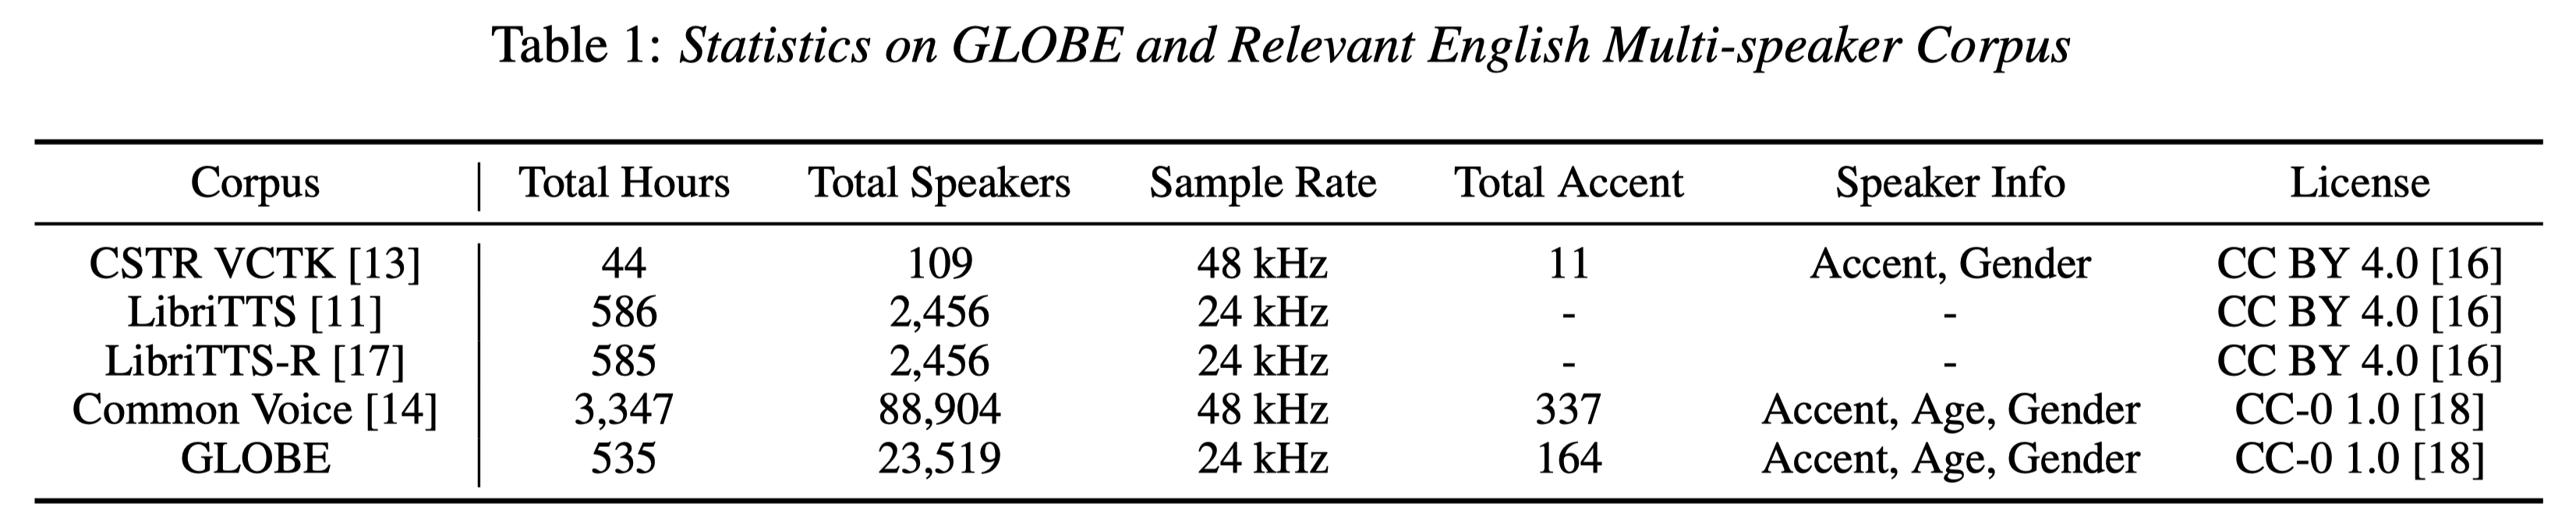 Table 1: Statistics on GLOBE and Relevant English Multi-speaker Corpus
Corpus Total Hours Total Speakers Sample Rate Total Accent Speaker Info License
CSTR VCTK [13] 44 109 48 kHz 11 Accent, Gender CC BY 4.0 [16]
LibriTTS [11] 586 2,456 24 kHz - - CC BY 4.0 [16]
LibriTTS-R [17] 585 2,456 24 kHz - - CC BY 4.0 [16]
Common Voice [14] 3,347 88,904 48 kHz 337 Accent, Age, Gender CC-0 1.0 [18]
GLOBE 535 23,519 24 kHz 164 Accent, Age, Gender CC-0 1.0 [18]